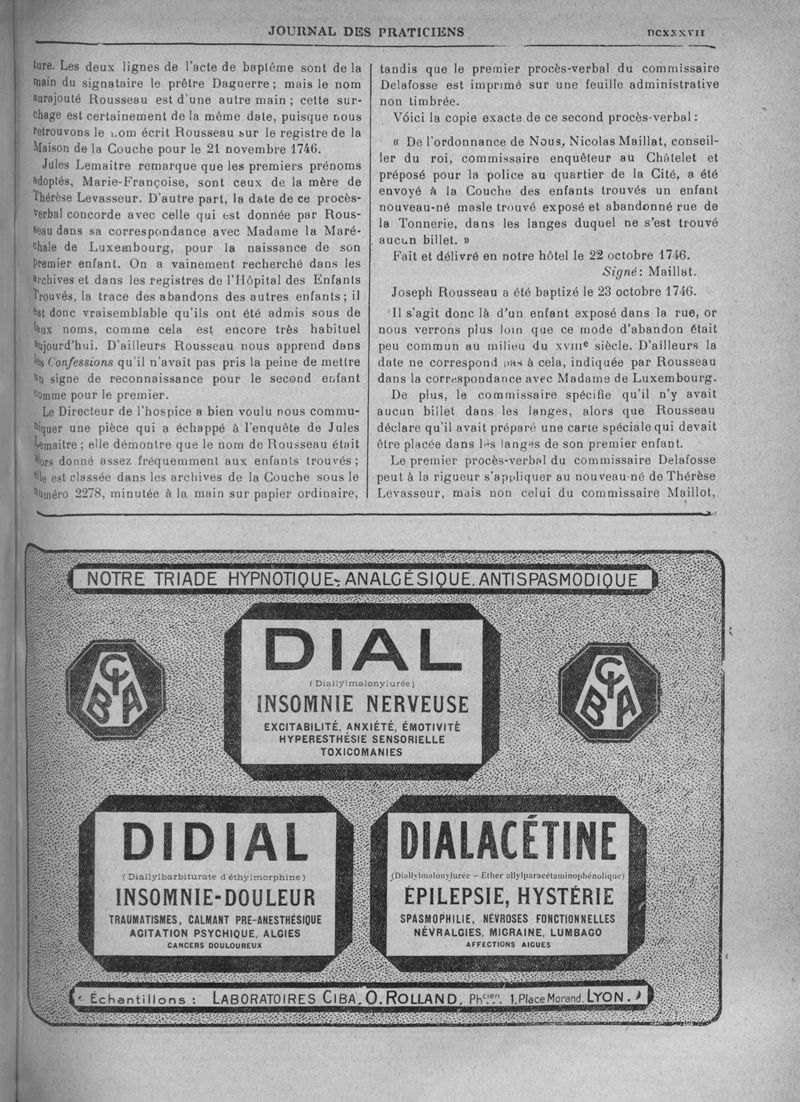 JOURNAL DES PRATICIENS
DCXXXVII
ture. Les deux lignes de l'acte de baptême sont de la
main du signataire le prêtre Daguerre ; mais le nom
surajouté Rousseau est d'une autre main ; cette sur-
chage est certainement de la même date, puisque nous
retrouvons le nom écrit Rousseau sur le registre de la
Maison de la Couche pour le 21 novembre 1746.
Jules Lemaitre remarque que les premiers prénoms
adoptés, Marie-Françoise, sont ceux de la mère de
Thérèse Levasseur. D'autre part, la date de ce procès-
verbal concorde avec celle qui est donnée par Rous-
seau dans sa correspondance avec Madame la Maré-
chale de Luxembourg, pour la naissance de son
premier enfant. On a vainement recherché dans les
archives et dans les registres de l'Hôpital des Enfants
Trouvés, la trace des abandons des autres enfants ; il
est donc vraisemblable qu'ils ont été admis sous de
faux noms, comme cela est encore très habituel
aujourd'hui. D'ailleurs Rousseau nous apprend dans
les Confessions qu'il n'avait pas pris la peine de mettre
un signe de reconnaissance pour le second enfant
comme pour le premier.
Le Directeur de l'hospice a bien voulu nous commu-
niquer une pièce qui a échappé à l'enquête de Jules
Lemaitre ; elle démontre que le nom de Rousseau était
alors donné assez fréquemment aux enfants trouvés ;
elle est classée dans les archives de la Couche sous le
numéro 2278, minutée à la main sur papier ordinaire,
tandis que le premier procès-verbal du commissaire
Delafosse est imprimé sur une feuille administrative
non timbrée.
Vóici la copie exacte de ce second procès-verbal :
« De l'ordonnance de Nous, Nicolas Maillat, conseil-
ler du roi, commissaire enquêteur au Châtelet et
préposé pour la police au quartier de la Cité, a été
envoyé à la Couche des enfants trouvés un enfant
nouveau-né masle trouvé exposé et abandonné rue de
la Tonnerie, dans les langes duquel ne s'est trouvé
aucun billet. »
Fait et délivré en notre hôtel le 22 octobre 1746.
Signé : Maillat.
Joseph Rousseau a été baptizé le 23 octobre 1746.
Il s'agit donc là d'un enfant exposé dans la rue, or
nous verrons plus loin que ce mode d'abandon était
peu commun au milieu du XVIIIe siècle. D'ailleurs la
date ne correspond pas à cela, indiquée par Rousseau
dans la correspondance avec Madame de Luxembourg.
De plus, le commissaire spécifie qu'il n'y avait
aucun billet dans les langes, alors que Rousseau
déclare qu'il avait préparé une carte spéciale qui devait
être placée dans les langes de son premier enfant.
Le premier procès-verbal du commissaire Delafosse
peut à la rigueur s'appliquer au nouveau-né de Thérèse
Levasseur, mais non celui du commissaire Maillot,
NOTRE TRIADE HYPNOTIQUE, ANALGÉSIQUE, ANTISPASMODIQUE
CIBA
DIAL
(Diallylmalonylurée)
INSOMNIE NERVEUSE
EXCITABILITÉ, ANXIÉTÉ, ÉMOTIVITÉ
HYPERESTHÉSIE SENSORIELLE
TOXICOMANIES
CIBA
DIDIAL
(Diallylbarbiturate d'éthylmorphine)
INSOMNIE-DOULEUR
TRAUMATISMES, CALMANT PRE-ANESTHÉSIQUE
AGITATION PSYCHIQUE, ALGIES
CANCERS DOULOUREUX
DIALACÉTINE
(Diallylmalonylurée + Ether allylparacétaminophénolique)
ÉPILEPSIE, HYSTÉRIE
SPASMOPHILIE, NÉVROSES FONCTIONNELLES
NÉVRALGIES, MIGRAINE, LUMBAGO
AFFECTIONS AIGUES
Échantillons : LABORATOIRES CIBA, O. ROLLAND, Phcien, 1, Place Morand, LYON.